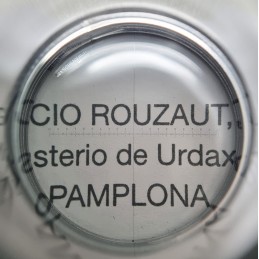 CIO ROUZAUT,
asterio de Urdax
PAMPLONA